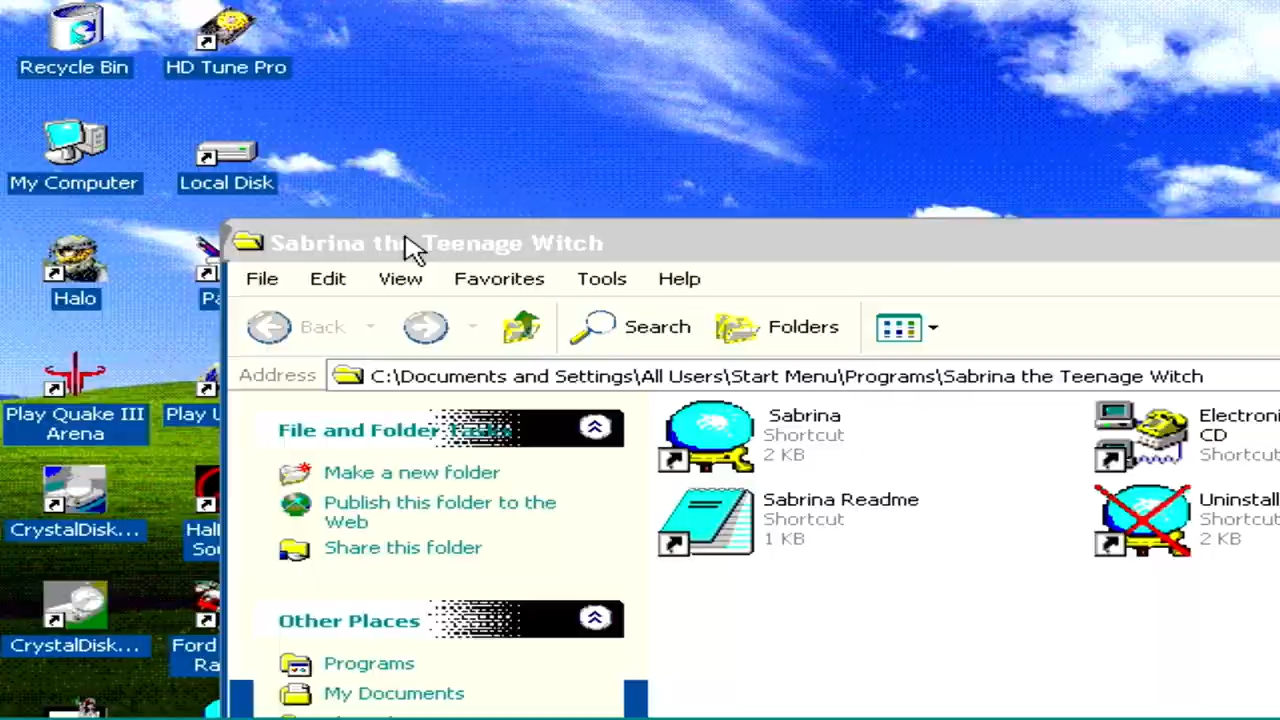 Recycle Bin
HD Tune Pro
My Computer
Local Disk
Halo
Play Quake III
Arena
CrystalDisk...
CrystalDisk...
Ford
Sabrina the Teenage Witch
File Edit View Favorites Tools Help
Back Search Folders
Address C:\Documents and Settings\All Users\Start Menu\Programs\Sabrina the Teenage Witch
File and Folder Tasks
Make a new folder
Publish this folder to the
Web
Share this folder
Other Places
Programs
My Documents
Sabrina
Shortcut
2 KB
Sabrina Readme
Shortcut
1 KB
CD
Shortcut
Uninstall
Shortcut
2 KB